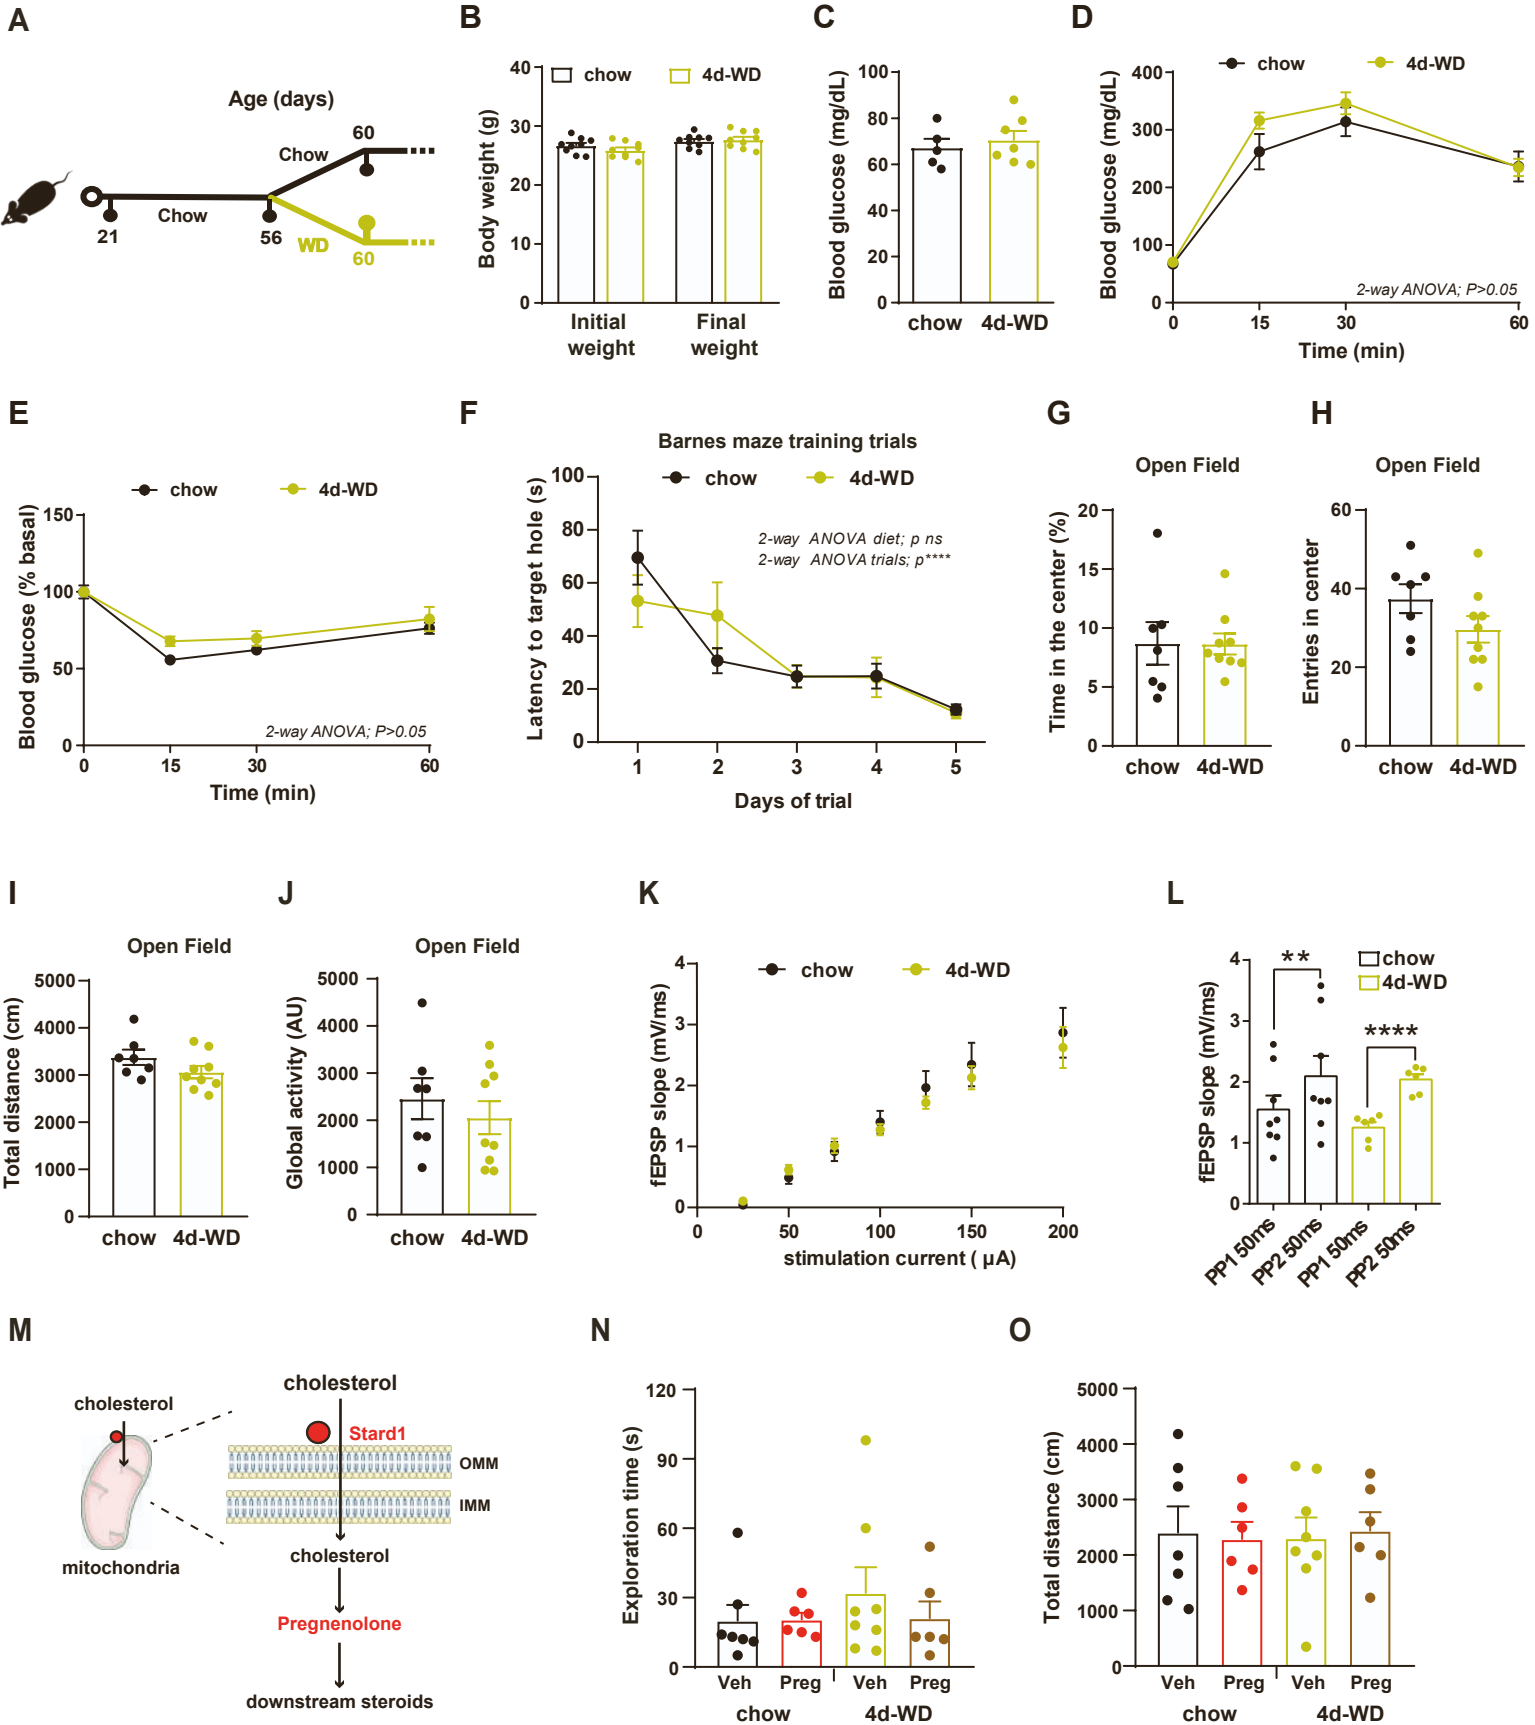 A
Age (days)
60
Chow
Chow
21
56
WD
60
B
Body weight (g)
chow
4d-WD
40
30
20
10
0
Initial weight
Final weight
C
Blood glucose (mg/dL)
100
80
60
40
20
0
chow
4d-WD
D
Blood glucose (mg/dL)
chow
4d-WD
400
300
200
100
0
2-way ANOVA; P>0.05
0
15
30
60
Time (min)
E
Blood glucose (% basal)
chow
4d-WD
150
100
50
0
2-way ANOVA; P>0.05
0
15
30
60
Time (min)
F
Barnes maze training trials
Latency to target hole (s)
chow
4d-WD
100
80
60
40
20
0
2-way ANOVA diet; p ns
2-way ANOVA trials; p****
1
2
3
4
5
Days of trial
G
Open Field
Time in the center (%)
20
15
10
5
0
chow
4d-WD
H
Open Field
Entries in center
60
40
20
0
chow
4d-WD
I
Open Field
Total distance (cm)
5000
4000
3000
2000
1000
0
chow
4d-WD
J
Open Field
Global activity (AU)
5000
4000
3000
2000
1000
0
chow
4d-WD
K
fEPSP slope (mV/ms)
chow
4d-WD
4
3
2
1
0
0
50
100
150
200
stimulation current ( µA)
L
fEPSP slope (mV/ms)
chow
4d-WD
**
****
4
3
2
1
0
PP1 50ms
PP2 50ms
PP1 50ms
PP2 50ms
M
cholesterol
mitochondria
cholesterol
Stard1
OMM
IMM
cholesterol
Pregnenolone
downstream steroids
N
Exploration time (s)
120
90
60
30
0
Veh
Preg
Veh
Preg
chow
4d-WD
O
Total distance (cm)
5000
4000
3000
2000
1000
0
Veh
Preg
Veh
Preg
chow
4d-WD